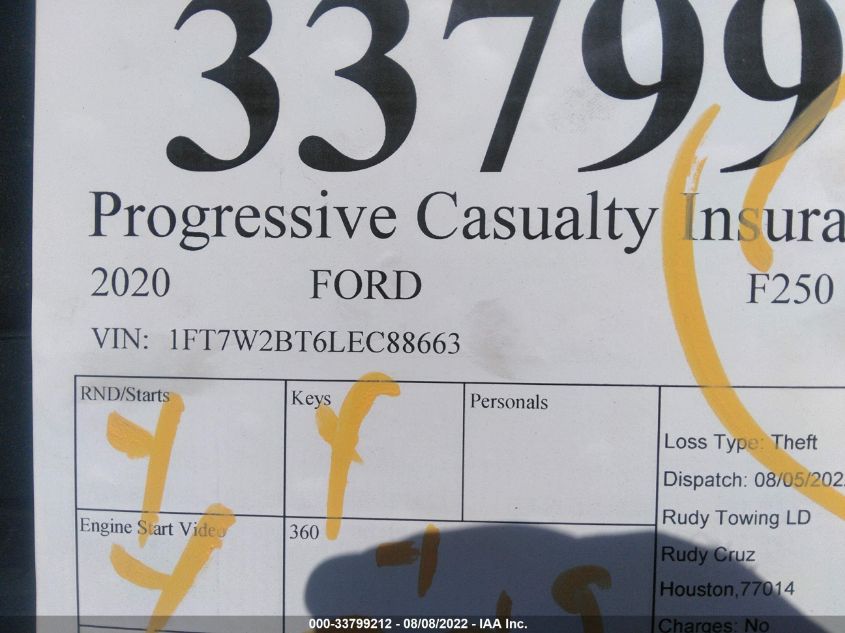 33799
Progressive Casualty Insura
2020 FORD F250
VIN: 1FT7W2BT6LEC88663
RND/Starts Keys Personals
Y
Loss Type: Theft
Dispatch: 08/05/202
Rudy Towing LD
Engine Start Video 360
Y
Rudy Cruz
Houston,77014
Charges: No
000-33799212 - 08/08/2022 - IAA Inc.